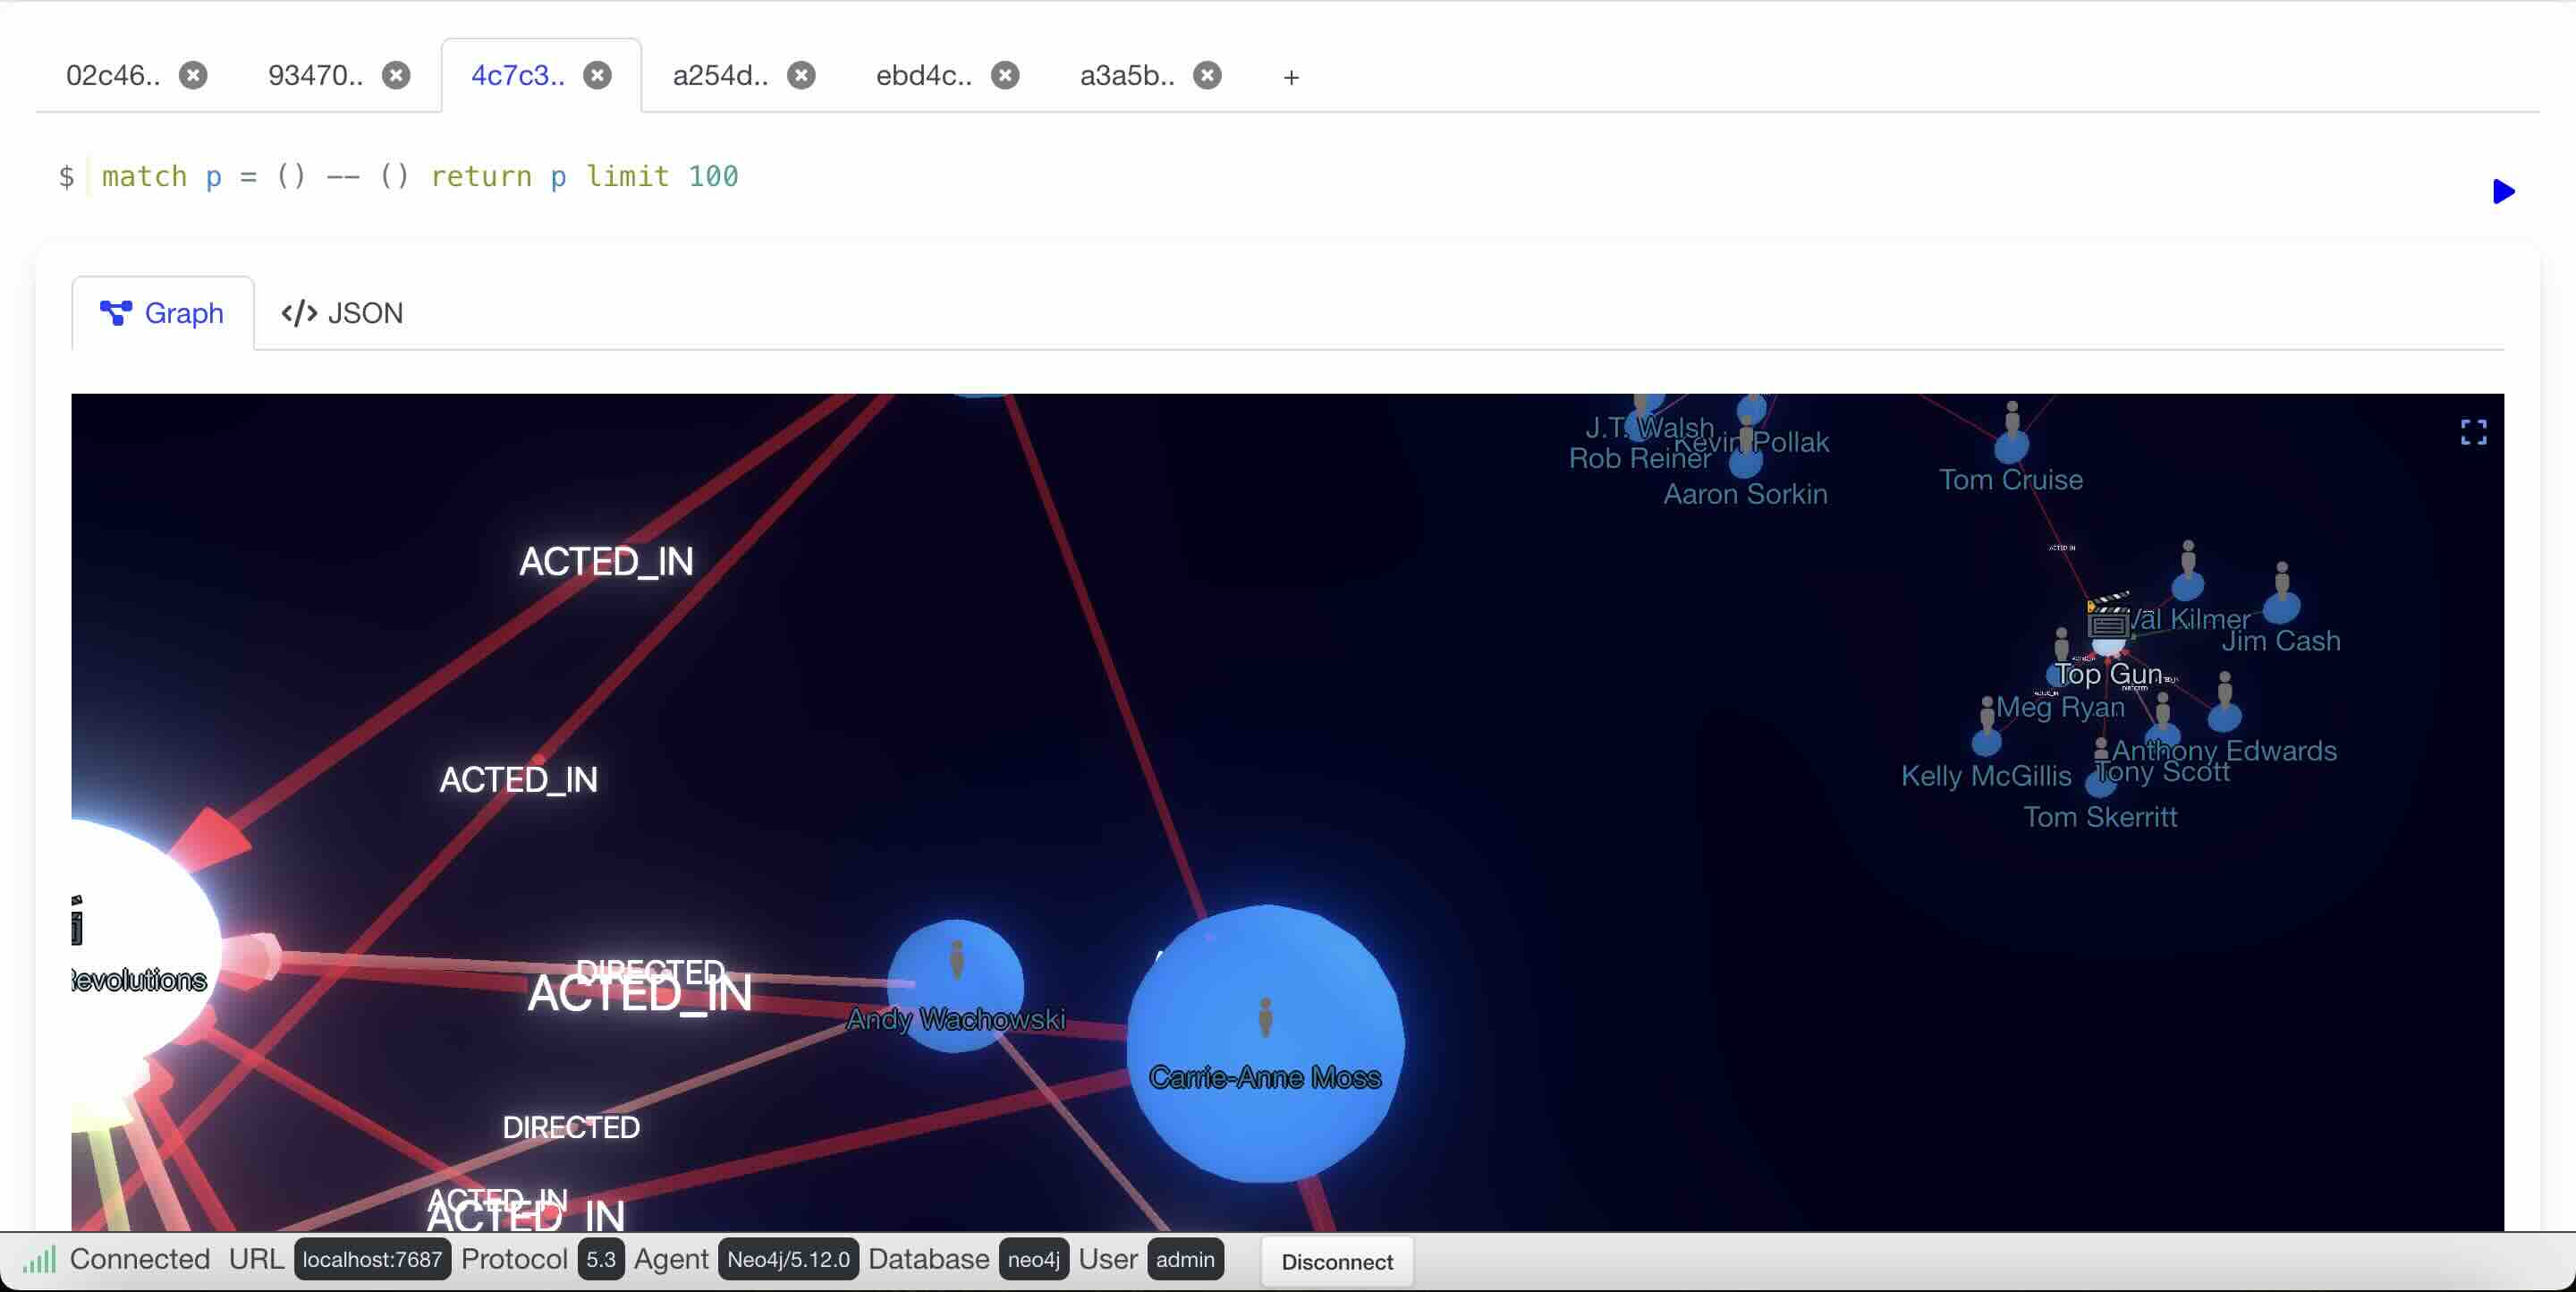 02c46..
93470..
4c7c3..
a254d..
ebd4c..
a3a5b..
+
$ match p = () -- () return p limit 100
Graph
</> JSON
J.T. Walsh
Kevin Pollak
Rob Reiner
Aaron Sorkin
Tom Cruise
ACTED_IN
ACTED_IN
Val Kilmer
Jim Cash
Top Gun
Meg Ryan
Anthony Edwards
Kelly McGillis
Tony Scott
Tom Skerritt
ACTED_IN
evolutions
DIRECTED
ACTED_IN
Andy Wachowski
Carrie-Anne Moss
DIRECTED
ACTED_IN
ACTED_IN
Connected URL localhost:7687 Protocol 5.3 Agent Neo4j/5.12.0 Database neo4j User admin Disconnect